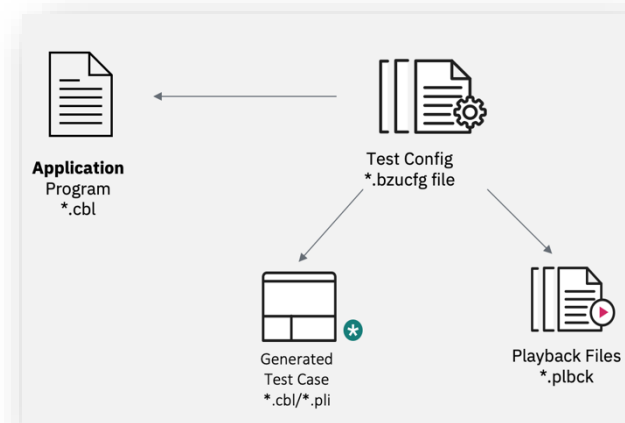 Application
Program
*.cbl
Test Config
*.bzucfg file
Generated
Test Case
*.cbl/*.pli
Playback Files
*.plbck